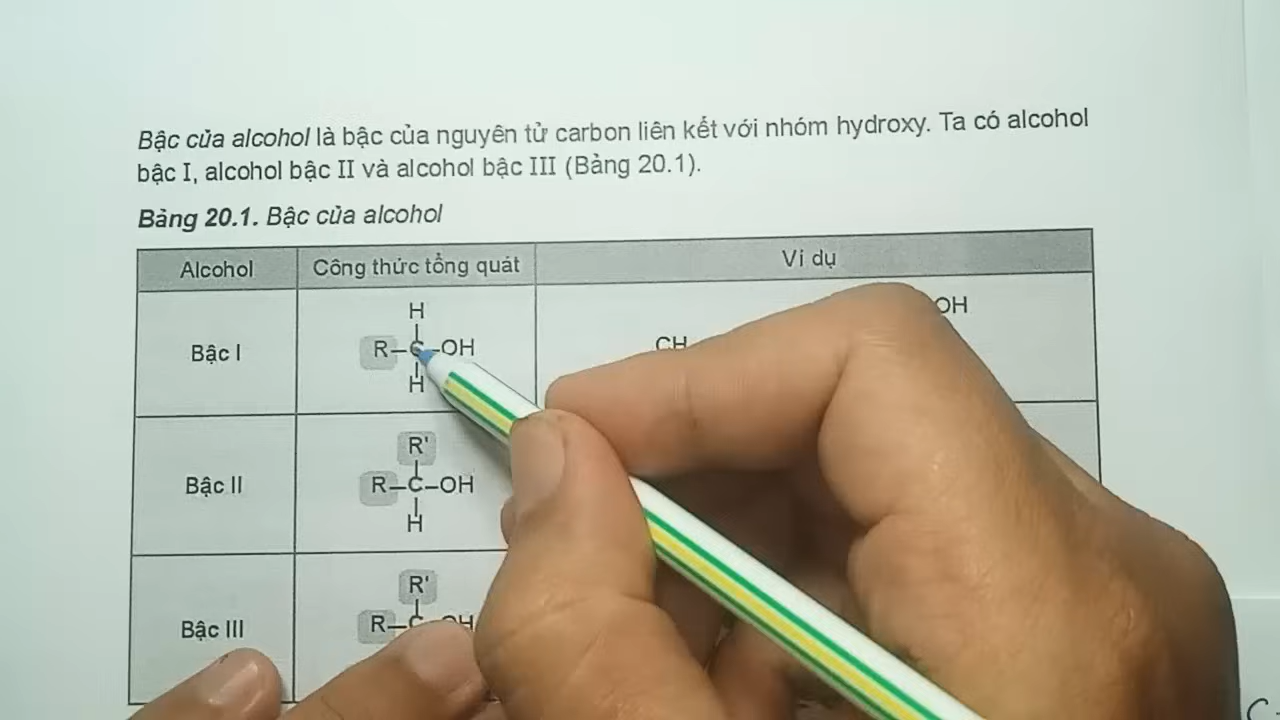 Bậc của alcohol là bậc của nguyên tử carbon liên kết với nhóm hydroxy. Ta có alcohol
bậc I, alcohol bậc II và alcohol bậc III (Bảng 20.1).
Bảng 20.1. Bậc của alcohol
Alcohol Công thức tổng quát Ví dụ
H
Bậc I R–C–OH CH OH
H
R'
Bậc II R–C–OH
H
R'
Bậc III R–C–OH